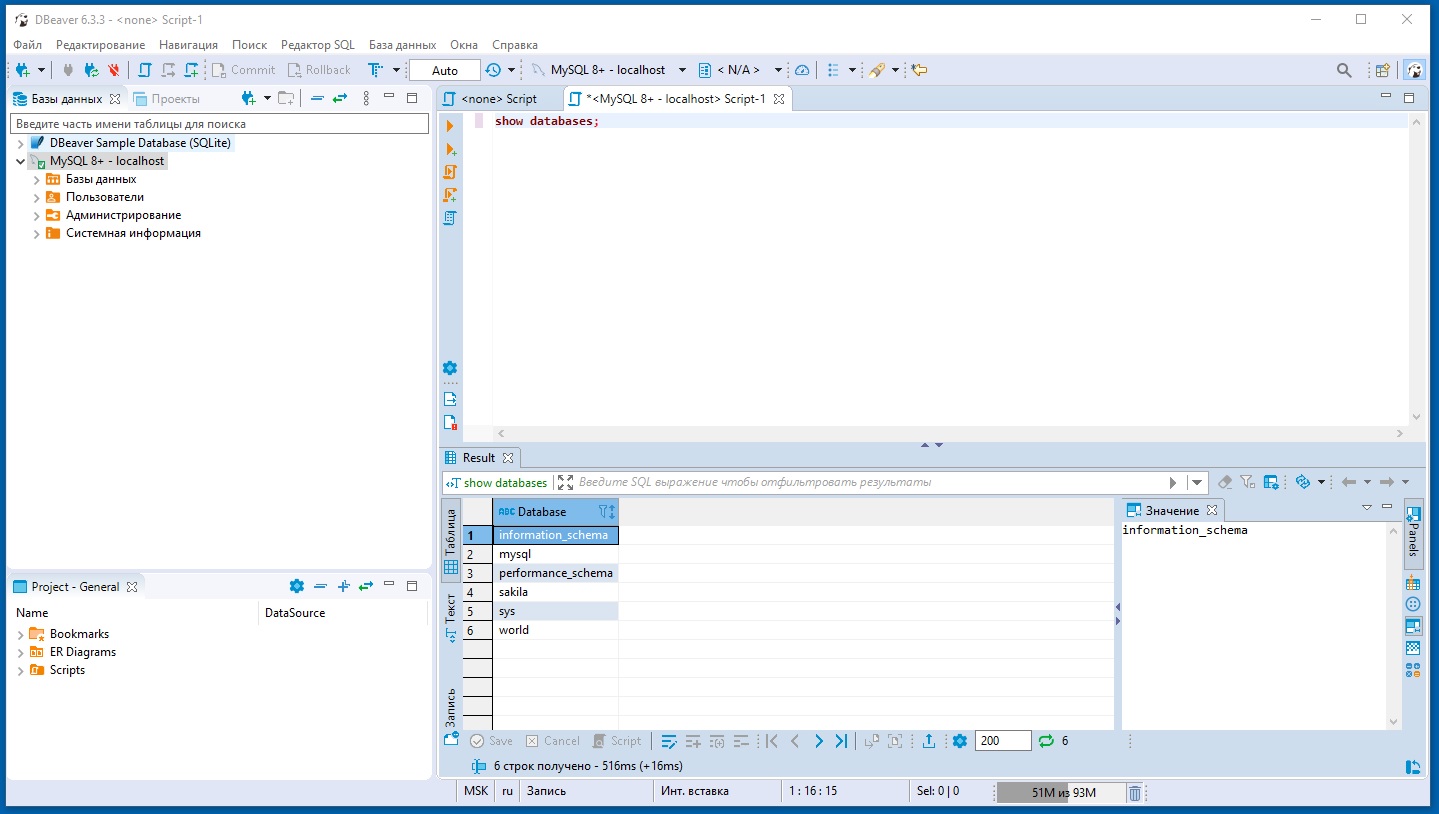 DBeaver 6.3.3 - <none> Script-1
Файл Редактирование Навигация Поиск Редактор SQL База данных Окна Справка
Commit Rollback Auto MySQL 8+ - localhost < N/A >
Базы данных Проекты
Введите часть имени таблицы для поиска
DBeaver Sample Database (SQLite)
MySQL 8+ - localhost
Базы данных
Пользователи
Администрирование
Системная информация
Project - General
Name DataSource
Bookmarks
ER Diagrams
Scripts
<none> Script *<MySQL 8+ - localhost> Script-1
show databases;
Result
show databases Введите SQL выражение чтобы отфильтровать результаты
Таблица
Текст
Запись
ABC Database
1 information_schema
2 mysql
3 performance_schema
4 sakila
5 sys
6 world
Значение
information_schema
Panels
Save Cancel Script 200 6
6 строк получено - 516ms (+16ms)
MSK ru Запись Инт. вставка 1 : 16 : 15 Sel: 0 | 0 51M из 93M